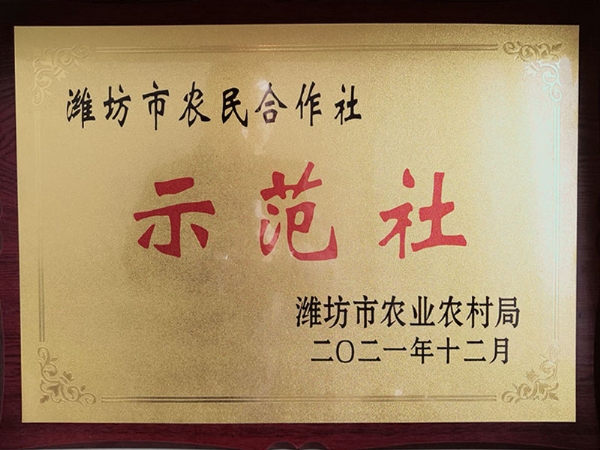 潍坊市农民合作社
示范社
潍坊市农业农村局
二〇二一年十二月